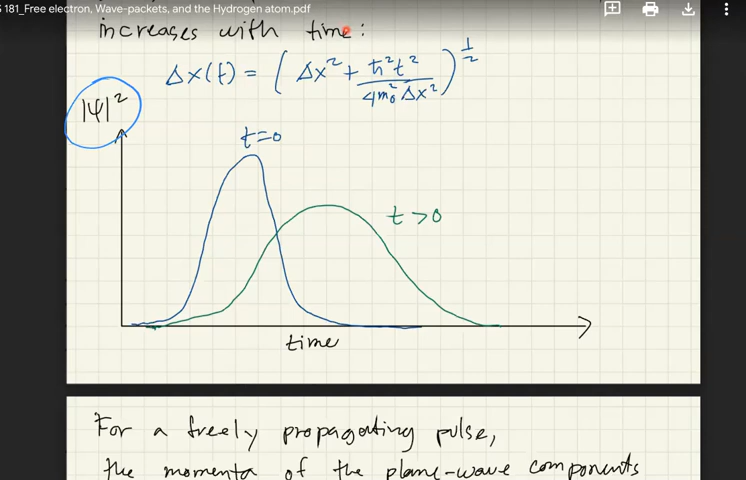 181_Free electron, Wave-packets, and the Hydrogen atom.pdf
increases with time:
Δx(t) = ( Δx² + ħ²t² / 4m₀²Δx² )^½
|ψ|²
t=0
t>0
time
For a freely propagating pulse,
the momenta of the plane-wave components